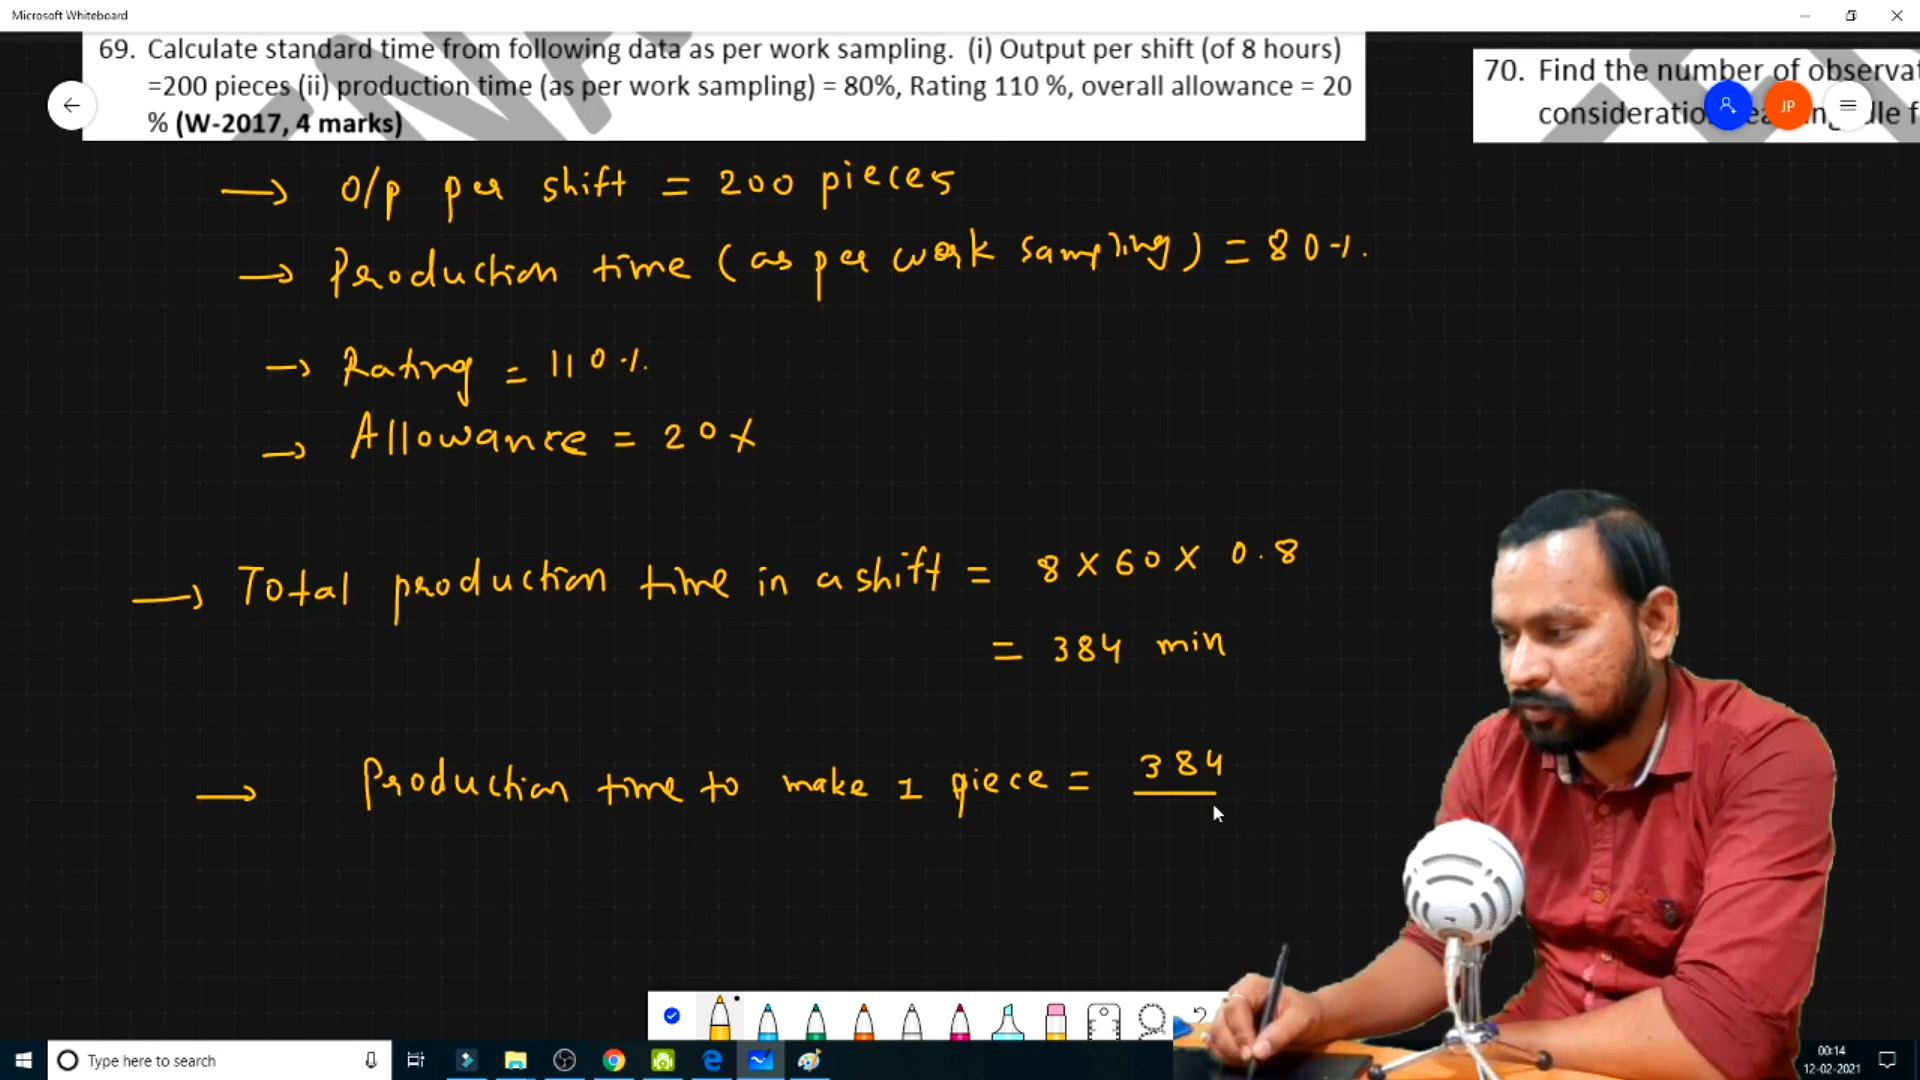 Microsoft Whiteboard
69. Calculate standard time from following data as per work sampling. (i) Output per shift (of 8 hours)
=200 pieces (ii) production time (as per work sampling) = 80%, Rating 110 %, overall allowance = 20
% (W-2017, 4 marks)
70. Find the number of observat
consideratio
JP
→ O/p per shift = 200 pieces
→ Production time (as per work sampling) = 80%.
→ Rating = 110%.
→ Allowance = 20%
→ Total production time in a shift = 8 × 60 × 0.8
= 384 min
→ Production time to make 1 piece = 384
Type here to search
00:14
12-02-2021